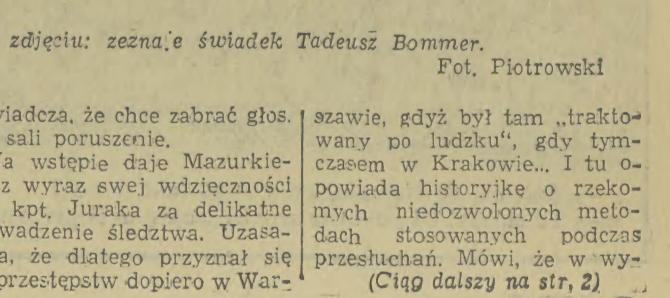 zdjęciu: zeznaje świadek Tadeusz Bommer.
Fot. Piotrowski
że chce zabrać głos.
sali poruszenie.
wstępie daje Mazurkie-
wyraz swej wdzięczności
kpt. Juraka za delikatne
śledztwa. Uzasa-
że dlatego przyznał się
przestępstw dopiero w War-
szawie, gdyż był tam „trakto-
wany po ludzku“, gdy tym-
czasem w Krakowie... I tu o-
powiada historyjkę o rzeko-
mych niedozwolonych meto-
dach stosowanych podczas
przesłuchań. Mówi, że w wy-
(Ciąg dalszy na str, 2)